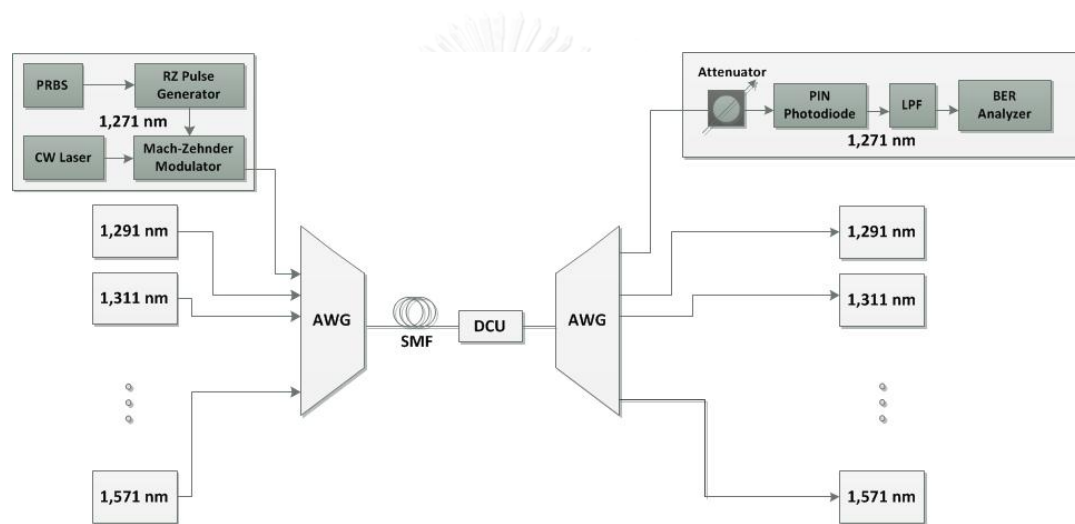 PRBS
RZ Pulse
Generator
1,271 nm
CW Laser
Mach-Zehnder
Modulator
1,291 nm
1,311 nm
1,571 nm
AWG
SMF
DCU
AWG
Attenuator
PIN
Photodiode
LPF
BER
Analyzer
1,271 nm
1,291 nm
1,311 nm
1,571 nm